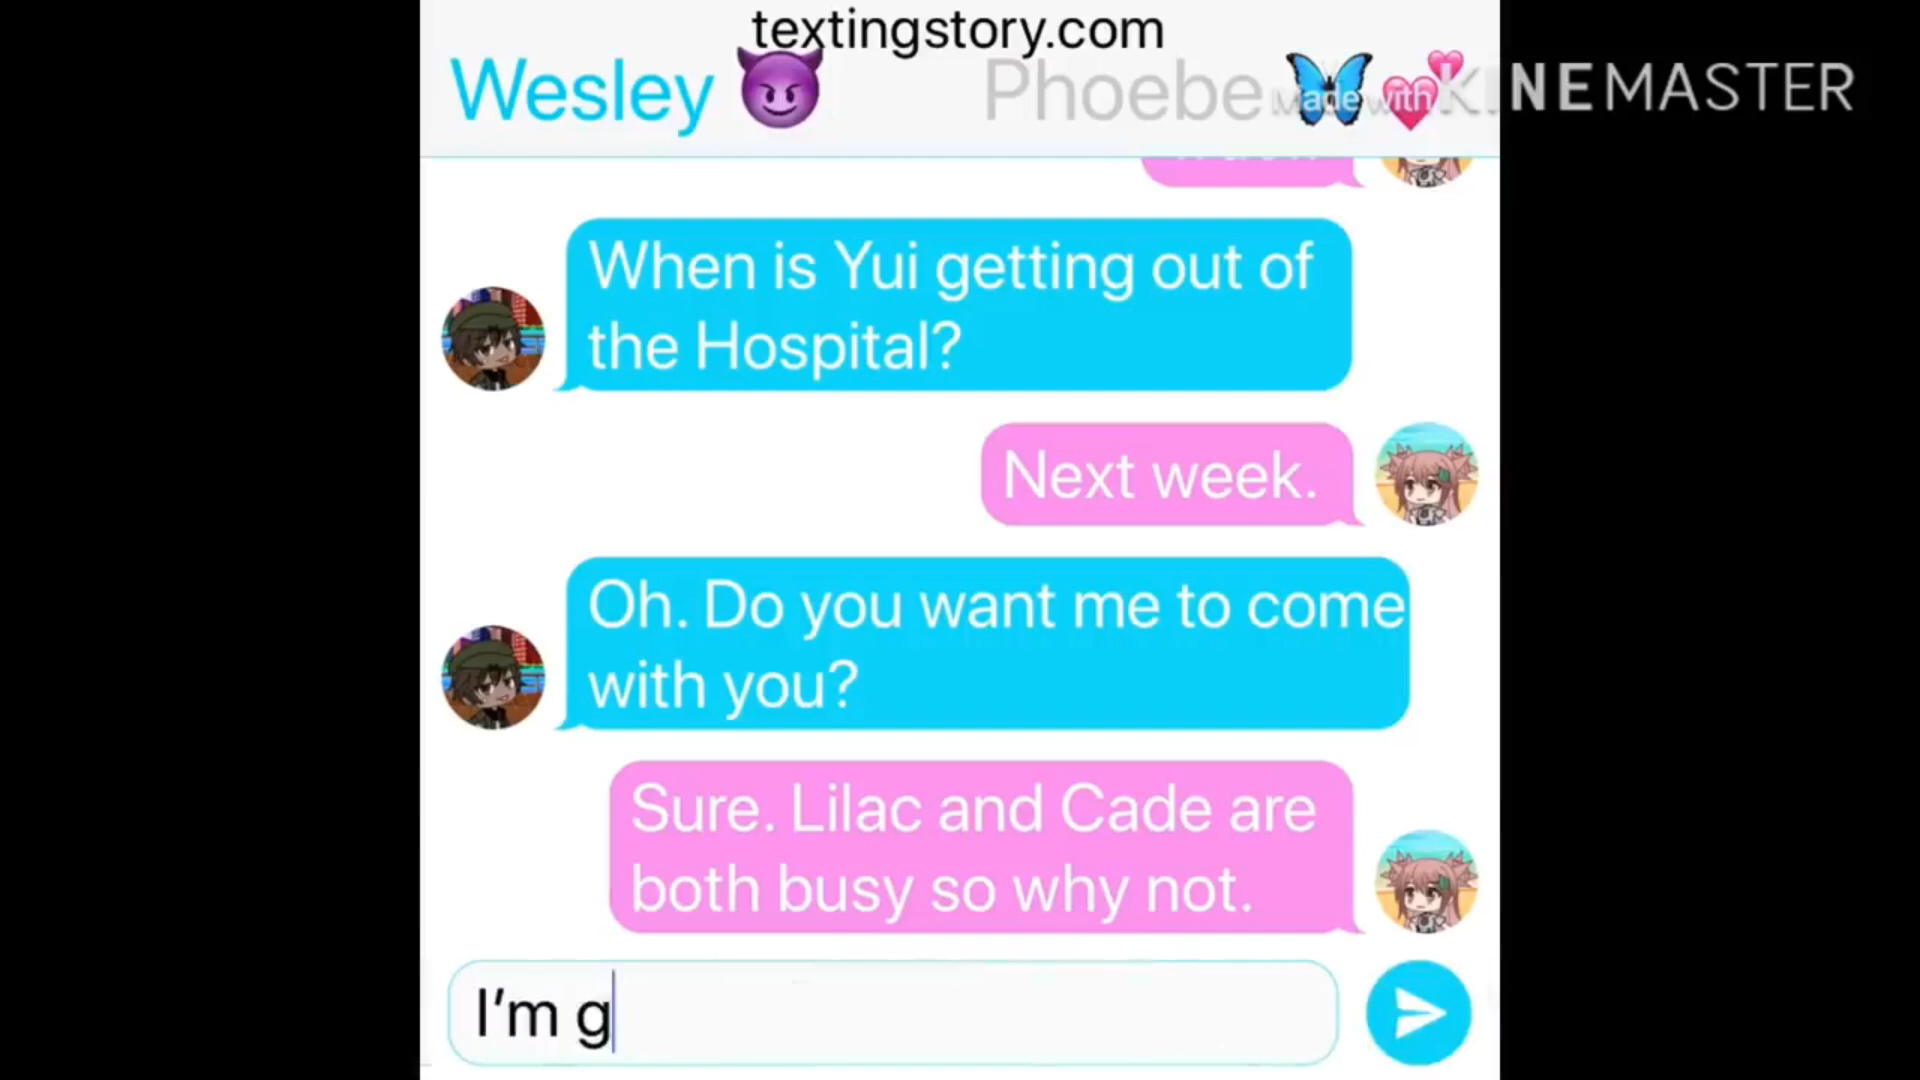 textingstory.com
Wesley 😈 Phoebe 🦋 💕
Made with KINEMASTER
When is Yui getting out of
the Hospital?
Next week.
Oh. Do you want me to come
with you?
Sure. Lilac and Cade are
both busy so why not.
I’m g